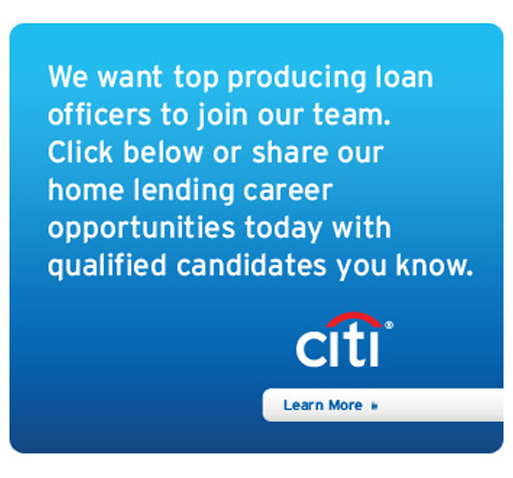 We want top producing loan
officers to join our team.
Click below or share our
home lending career
opportunities today with
qualified candidates you know.
citi®
Learn More